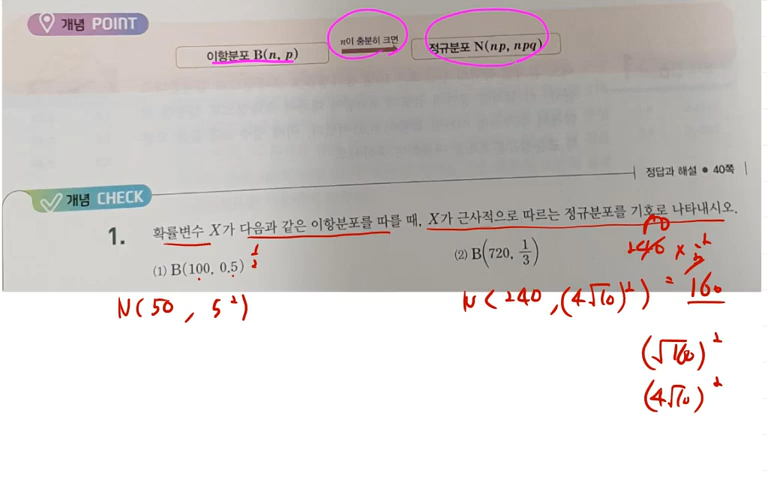 개념 POINT
이항분포 B(n, p) n이 충분히 크면 정규분포 N(np, npq)
정답과 해설 • 40쪽
개념 CHECK
1. 확률변수 X가 다음과 같은 이항분포를 따를 때, X가 근사적으로 따르는 정규분포를 기호로 나타내시오.
(1) B(100, 0.5) 1/2
(2) B(720, 1/3)
80
240 × 2/3
N(50, 5²)
N(240, (4√10)²) = 160
(√160)²
(4√10)²